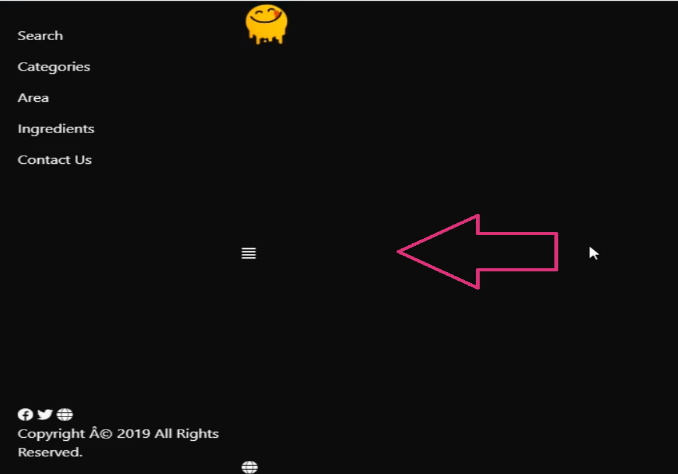 Search
Categories
Area
Ingredients
Contact Us
Copyright Â© 2019 All Rights
Reserved.